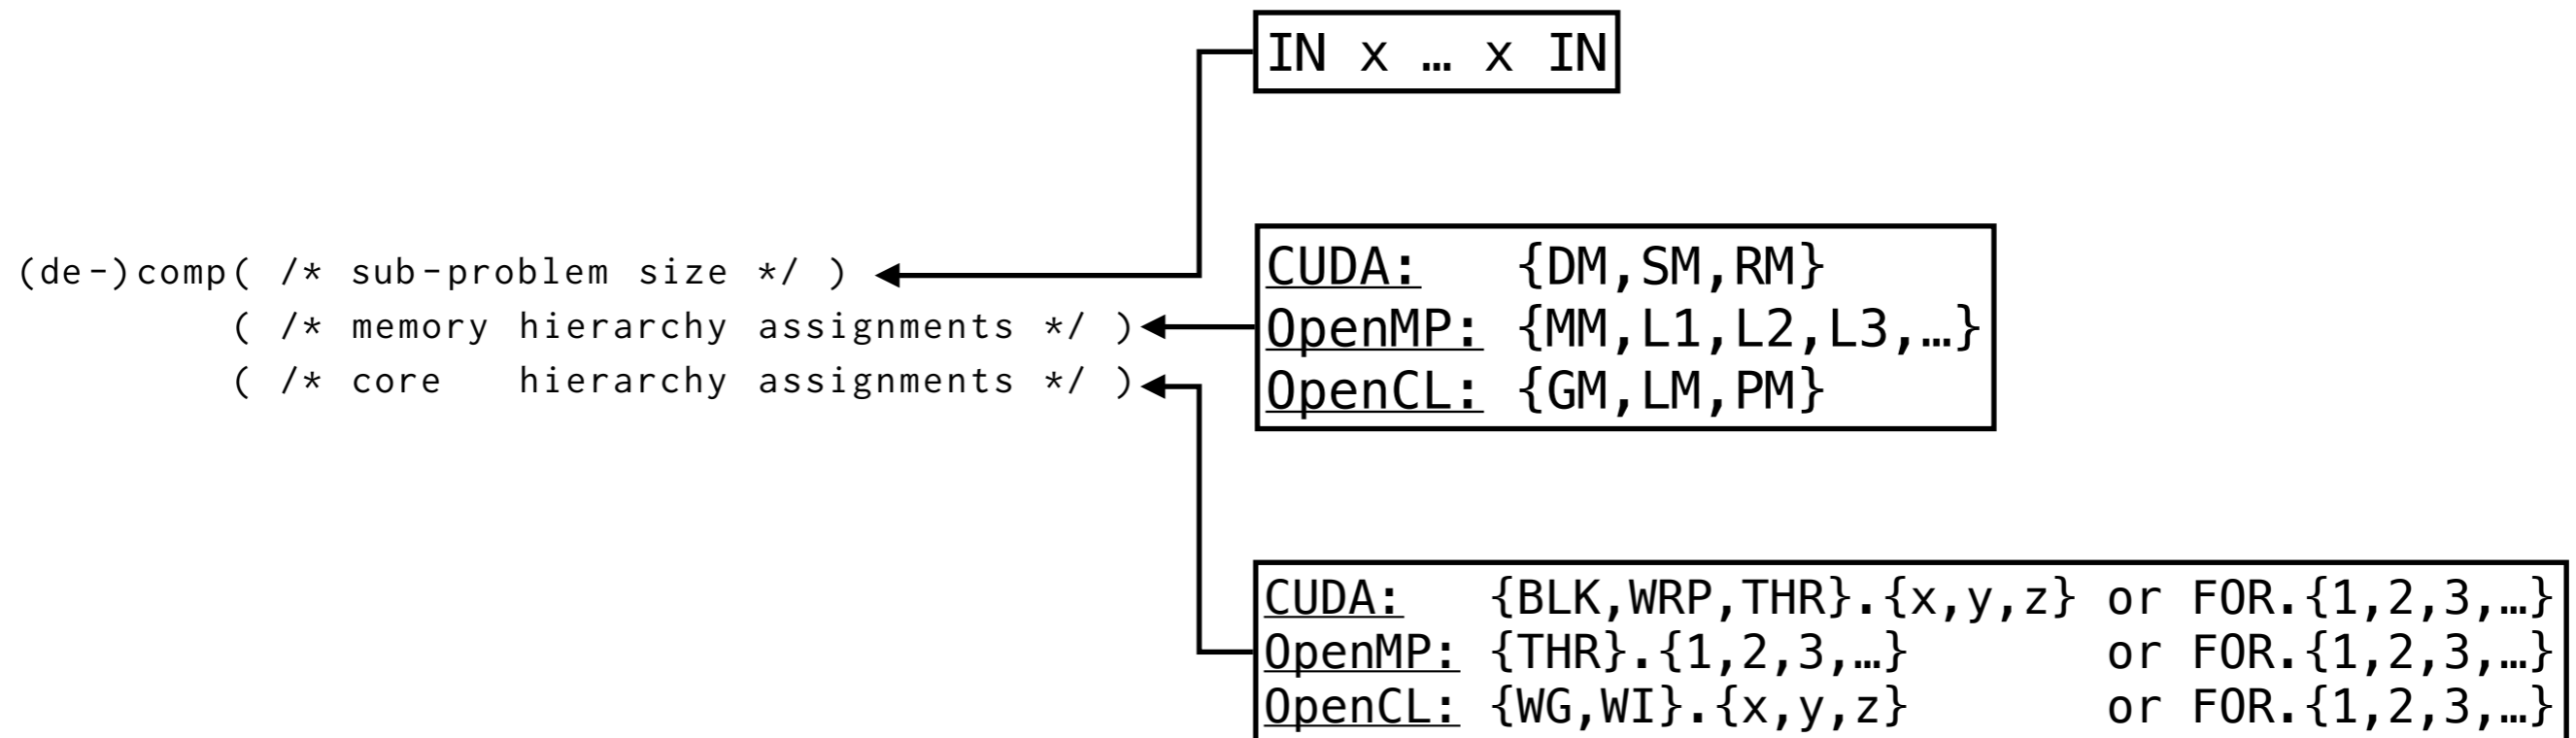 IN x … x IN
(de-)comp( /* sub-problem size */ )
( /* memory hierarchy assignments */ )
( /* core   hierarchy assignments */ )
CUDA:   {DM,SM,RM}
OpenMP: {MM,L1,L2,L3,…}
OpenCL: {GM,LM,PM}
CUDA:   {BLK,WRP,THR}.{x,y,z} or FOR.{1,2,3,…}
OpenMP: {THR}.{1,2,3,…}       or FOR.{1,2,3,…}
OpenCL: {WG,WI}.{x,y,z}       or FOR.{1,2,3,…}